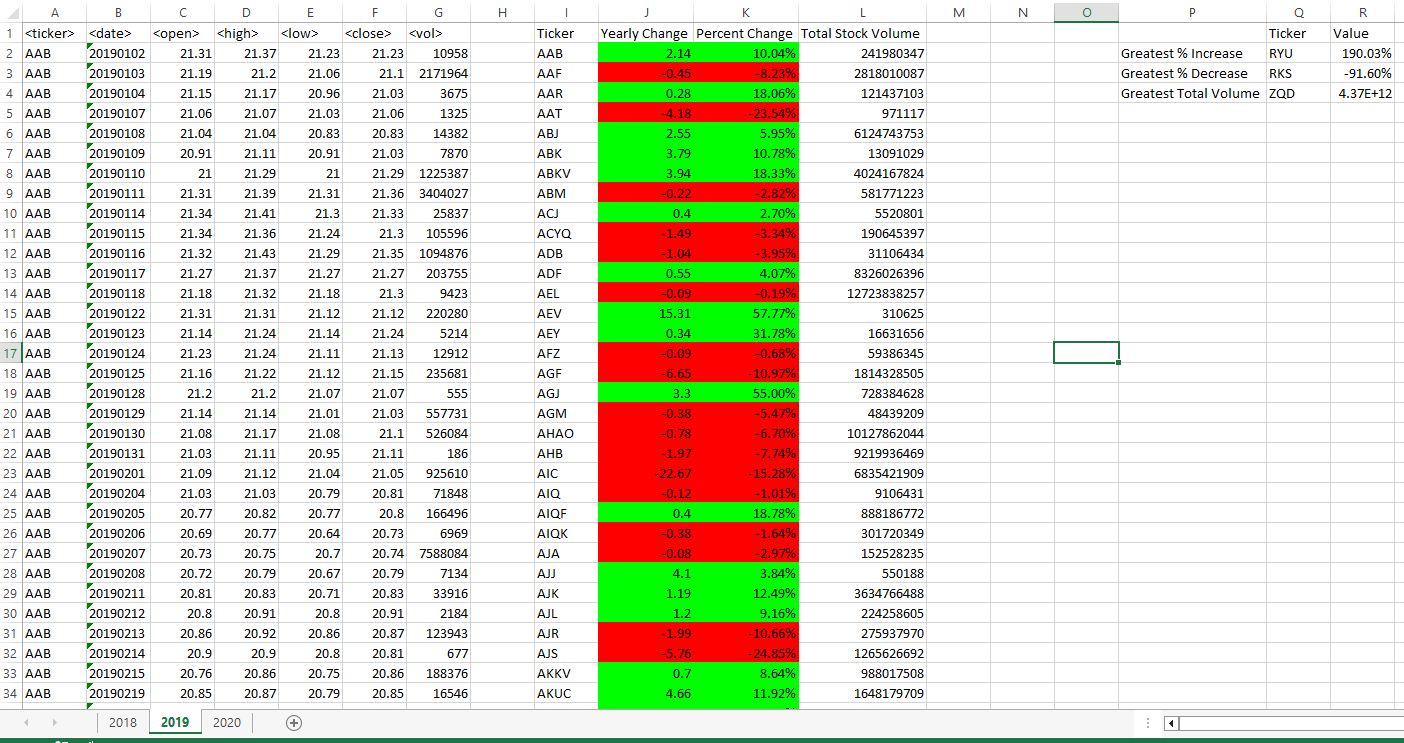 A B C D E F G H I J K L M N O P Q R
1 <ticker> <date> <open> <high> <low> <close> <vol> Ticker Yearly Change Percent Change Total Stock Volume Ticker Value
2 AAB 20190102 21.31 21.37 21.23 21.23 10958 AAB 2.14 10.04% 241980347 Greatest % Increase RYU 190.03%
3 AAB 20190103 21.19 21.2 21.06 21.1 2171964 AAF -0.45 -8.23% 2818010087 Greatest % Decrease RKS -91.60%
4 AAB 20190104 21.15 21.17 20.96 21.03 3675 AAR 0.28 18.06% 121437103 Greatest Total Volume ZQD 4.37E+12
5 AAB 20190107 21.06 21.07 21.03 21.06 1325 AAT -4.18 -23.54% 971117
6 AAB 20190108 21.04 21.04 20.83 20.83 14382 ABJ 2.55 5.95% 6124743753
7 AAB 20190109 20.91 21.11 20.91 21.03 7870 ABK 3.79 10.78% 13091029
8 AAB 20190110 21 21.29 21 21.29 1225387 ABKV 3.94 18.33% 4024167824
9 AAB 20190111 21.31 21.39 21.31 21.36 3404027 ABM -0.22 -2.82% 581771223
10 AAB 20190114 21.34 21.41 21.3 21.33 25837 ACJ 0.4 2.70% 5520801
11 AAB 20190115 21.34 21.36 21.24 21.3 105596 ACYQ -1.49 -3.34% 190645397
12 AAB 20190116 21.32 21.43 21.29 21.35 1094876 ADB -1.04 -3.95% 31106434
13 AAB 20190117 21.27 21.37 21.27 21.27 203755 ADF 0.55 4.07% 8326026396
14 AAB 20190118 21.18 21.32 21.18 21.3 9423 AEL -0.09 -0.19% 12723838257
15 AAB 20190122 21.31 21.31 21.12 21.12 220280 AEV 15.31 57.77% 310625
16 AAB 20190123 21.14 21.24 21.14 21.24 5214 AEY 0.34 31.78% 16631656
17 AAB 20190124 21.23 21.24 21.11 21.13 12912 AFZ -0.09 -0.68% 59386345
18 AAB 20190125 21.16 21.22 21.12 21.15 235681 AGF -6.65 -10.97% 1814328505
19 AAB 20190128 21.2 21.2 21.07 21.07 555 AGJ 3.3 55.00% 728384628
20 AAB 20190129 21.14 21.14 21.01 21.03 557731 AGM -0.38 -5.47% 48439209
21 AAB 20190130 21.08 21.17 21.08 21.1 526084 AHAO -0.78 -6.70% 10127862044
22 AAB 20190131 21.03 21.11 20.95 21.11 186 AHB -1.97 -7.74% 9219936469
23 AAB 20190201 21.09 21.12 21.04 21.05 925610 AIC -22.67 -15.28% 6835421909
24 AAB 20190204 21.03 21.03 20.79 20.81 71848 AIQ -0.12 -1.01% 9106431
25 AAB 20190205 20.77 20.82 20.77 20.8 166496 AIQF 0.4 18.78% 888186772
26 AAB 20190206 20.69 20.77 20.64 20.73 6969 AIQK -0.38 -1.64% 301720349
27 AAB 20190207 20.73 20.75 20.7 20.74 7588084 AJA -0.08 -2.97% 152528235
28 AAB 20190208 20.72 20.79 20.67 20.79 7134 AJJ 4.1 3.84% 550188
29 AAB 20190211 20.81 20.83 20.71 20.83 33916 AJK 1.19 12.49% 3634766488
30 AAB 20190212 20.8 20.91 20.8 20.91 2184 AJL 1.2 9.16% 224258605
31 AAB 20190213 20.86 20.92 20.86 20.87 123943 AJR -1.99 -10.66% 275937970
32 AAB 20190214 20.9 20.9 20.8 20.81 677 AJS -5.76 -24.85% 1265626692
33 AAB 20190215 20.76 20.86 20.75 20.86 188376 AKKV 0.7 8.64% 988017508
34 AAB 20190219 20.85 20.87 20.79 20.85 16546 AKUC 4.66 11.92% 1648179709
2018 2019 2020